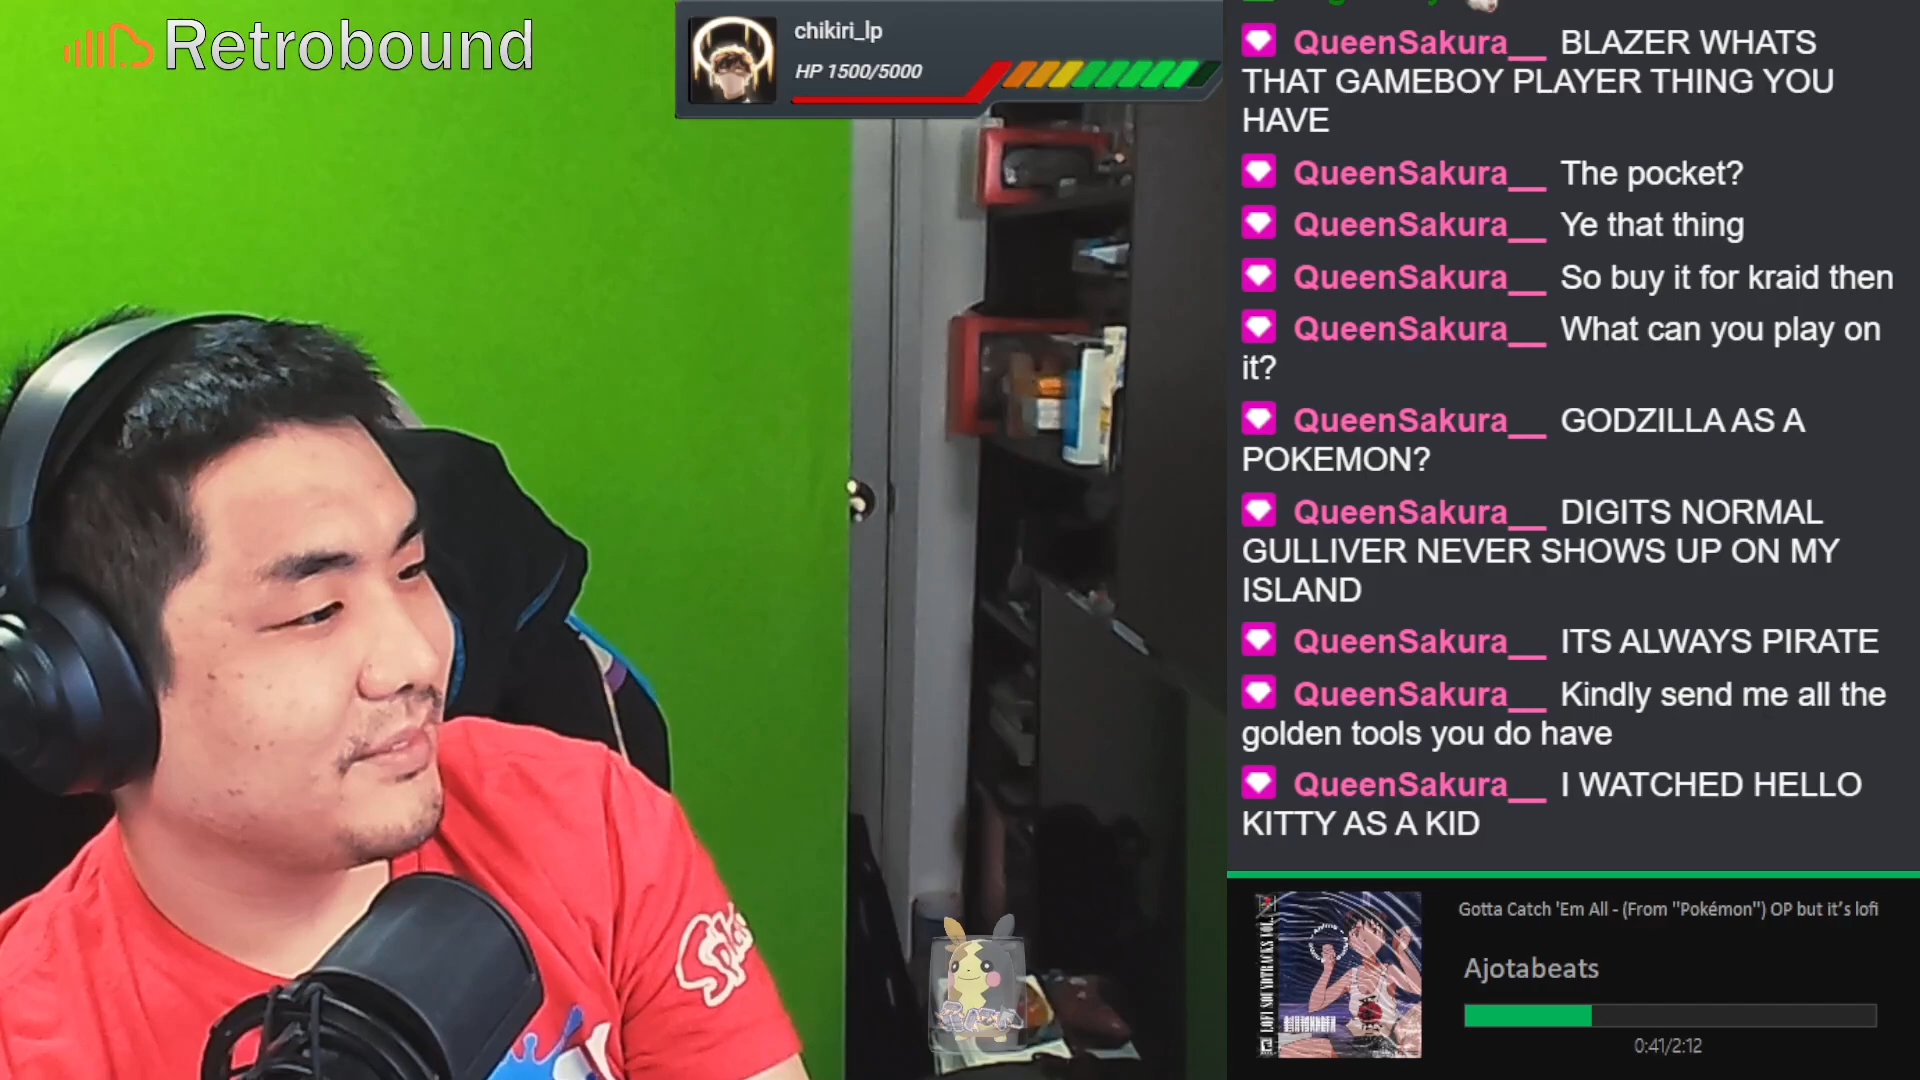 Retrobound
chikiri_lp
HP 1500/5000
QueenSakura__ BLAZER WHATS
THAT GAMEBOY PLAYER THING YOU
HAVE
QueenSakura__ The pocket?
QueenSakura__ Ye that thing
QueenSakura__ So buy it for kraid then
QueenSakura__ What can you play on
it?
QueenSakura__ GODZILLA AS A
POKEMON?
QueenSakura__ DIGITS NORMAL
GULLIVER NEVER SHOWS UP ON MY
ISLAND
QueenSakura__ ITS ALWAYS PIRATE
QueenSakura__ Kindly send me all the
golden tools you do have
QueenSakura__ I WATCHED HELLO
KITTY AS A KID
Gotta Catch 'Em All - (From "Pokémon") OP but it’s lofi
Ajotabeats
0:41/2:12
LOFI SOUNDTRACKS VOL.